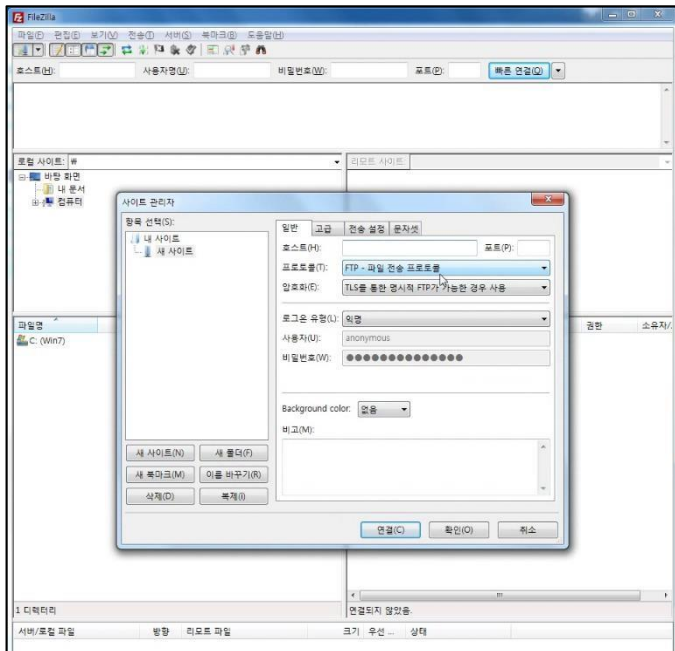 FileZilla
파일(F) 편집(E) 보기(V) 전송(T) 서버(S) 북마크(B) 도움말(H)
호스트(H): 사용자명(U): 비밀번호(W): 포트(P): 빠른 연결(Q)
로컬 사이트: ₩
리모트 사이트:
바탕 화면
내 문서
컴퓨터
파일명
권한 소유자/
C: (Win7)
사이트 관리자
항목 선택(S):
내 사이트
새 사이트
새 사이트(N) 새 폴더(F)
새 북마크(M) 이름 바꾸기(R)
삭제(D) 복제(I)
일반 고급 전송 설정 문자셋
호스트(H): 포트(P):
프로토콜(T): FTP - 파일 전송 프로토콜
암호화(E): TLS를 통한 명시적 FTP가 가능한 경우 사용
로그온 유형(L): 익명
사용자(U): anonymous
비밀번호(W): ●●●●●●●●●●●●●●
Background color: 없음
비고(M):
연결(C) 확인(O) 취소
1 디렉터리
연결되지 않았음.
서버/로컬 파일 방향 리모트 파일 크기 우선 ... 상태